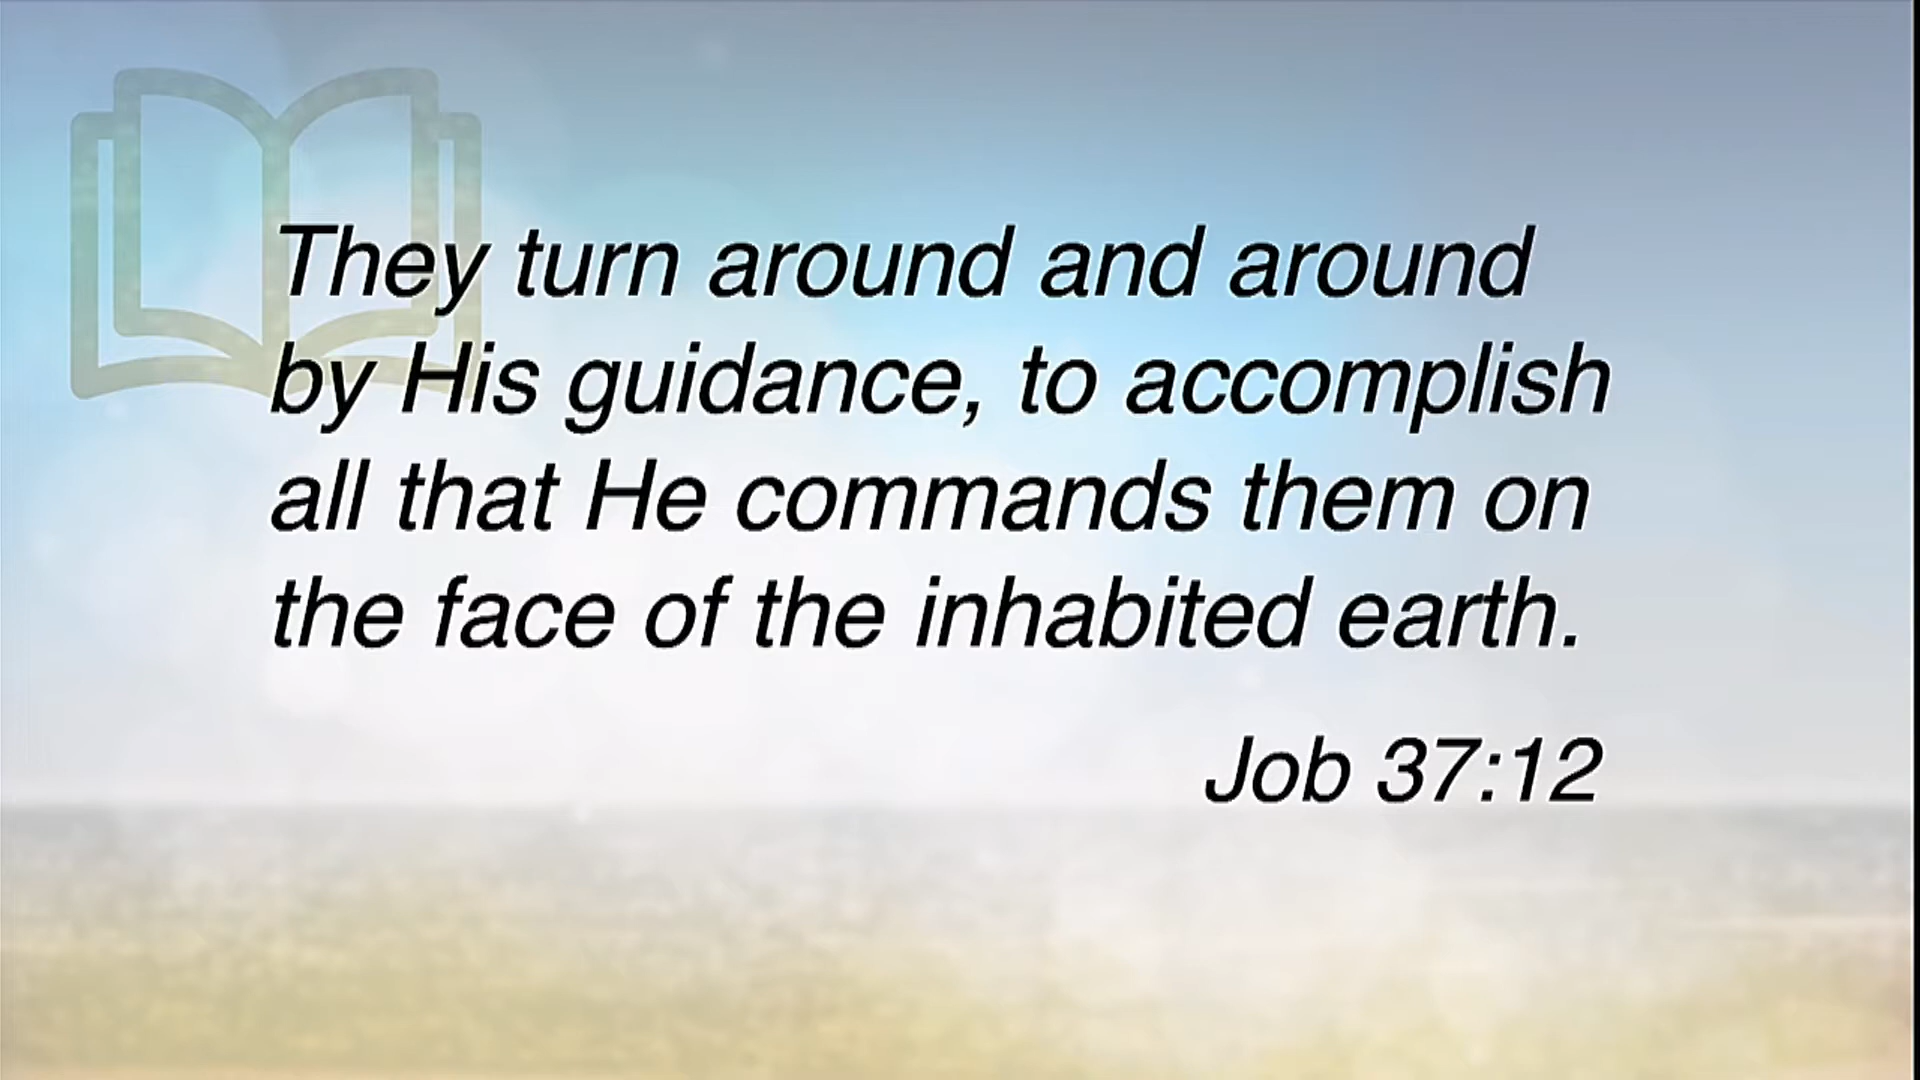 They turn around and around
by His guidance, to accomplish
all that He commands them on
the face of the inhabited earth.
Job 37:12